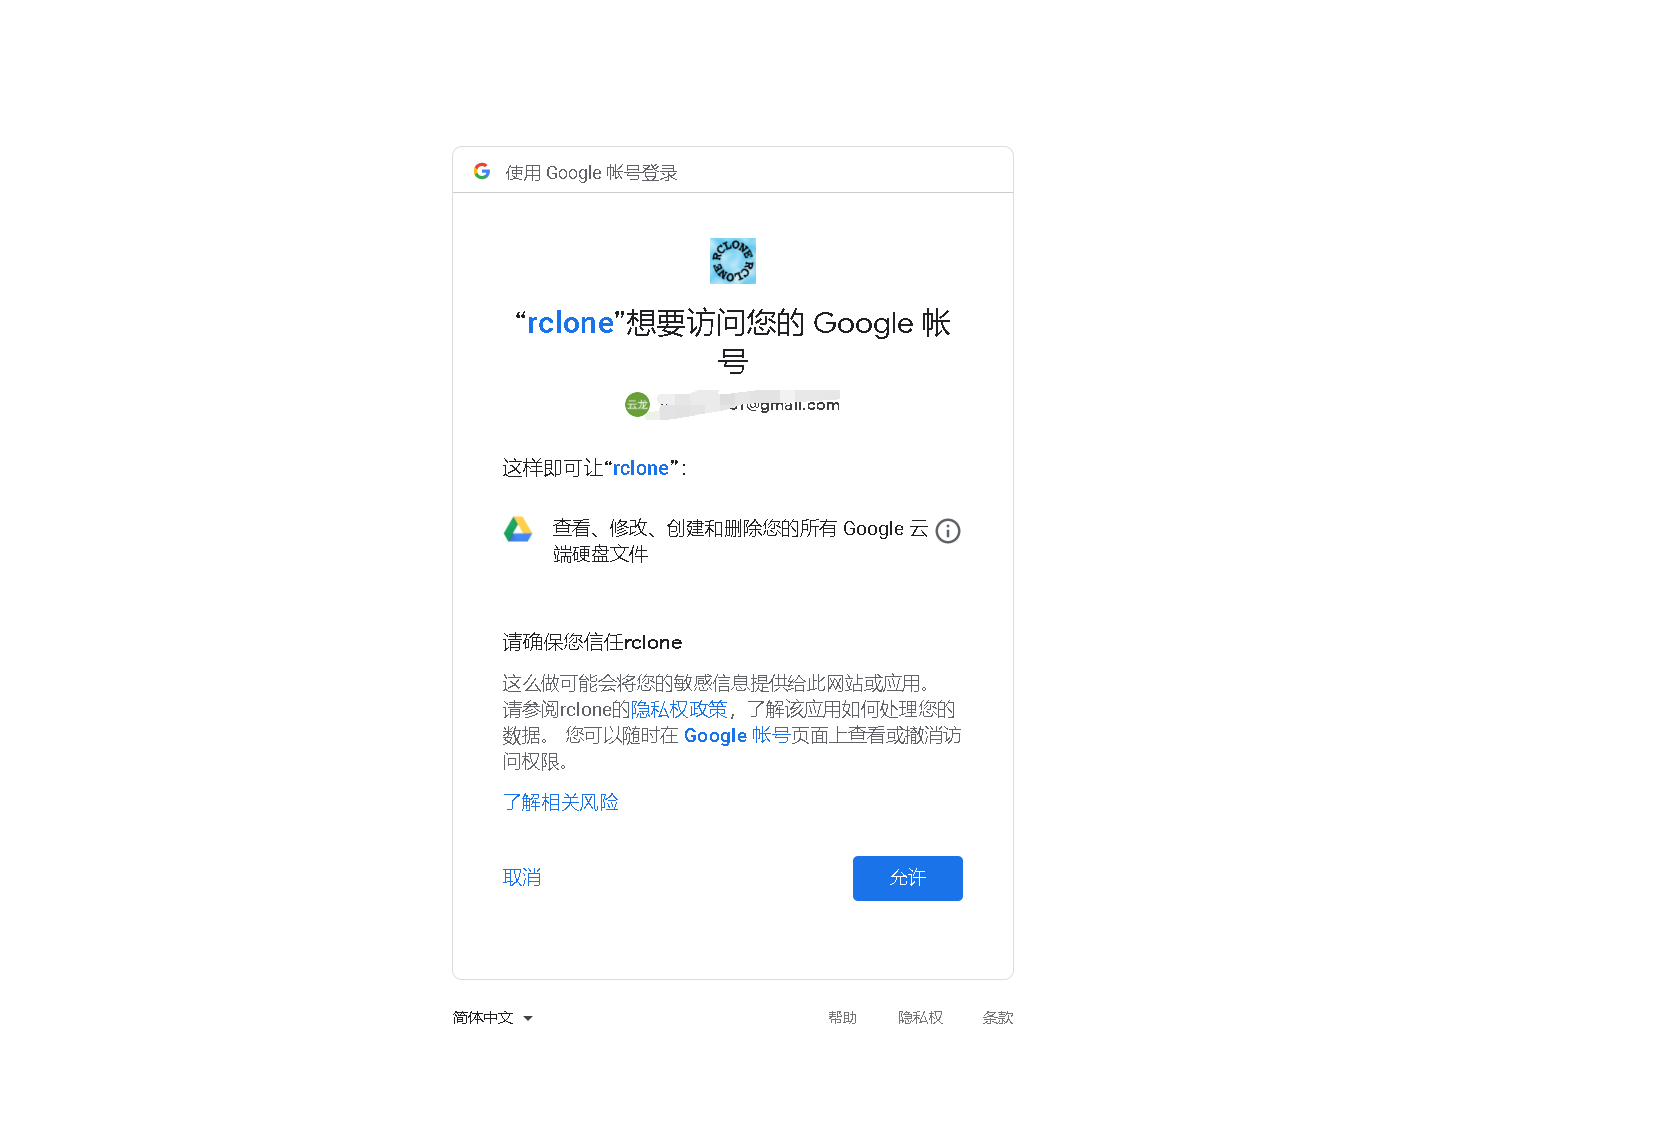 使用 Google 帐号登录
RCLONE RCLONE
“rclone”想要访问您的 Google 帐
号
云龙
@gmail.com
这样即可让“rclone”：
查看、修改、创建和删除您的所有 Google 云
端硬盘文件
请确保您信任rclone
这么做可能会将您的敏感信息提供给此网站或应用。
请参阅rclone的隐私权政策，了解该应用如何处理您的
数据。 您可以随时在 Google 帐号页面上查看或撤消访
问权限。
了解相关风险
取消
允许
简体中文
帮助
隐私权
条款